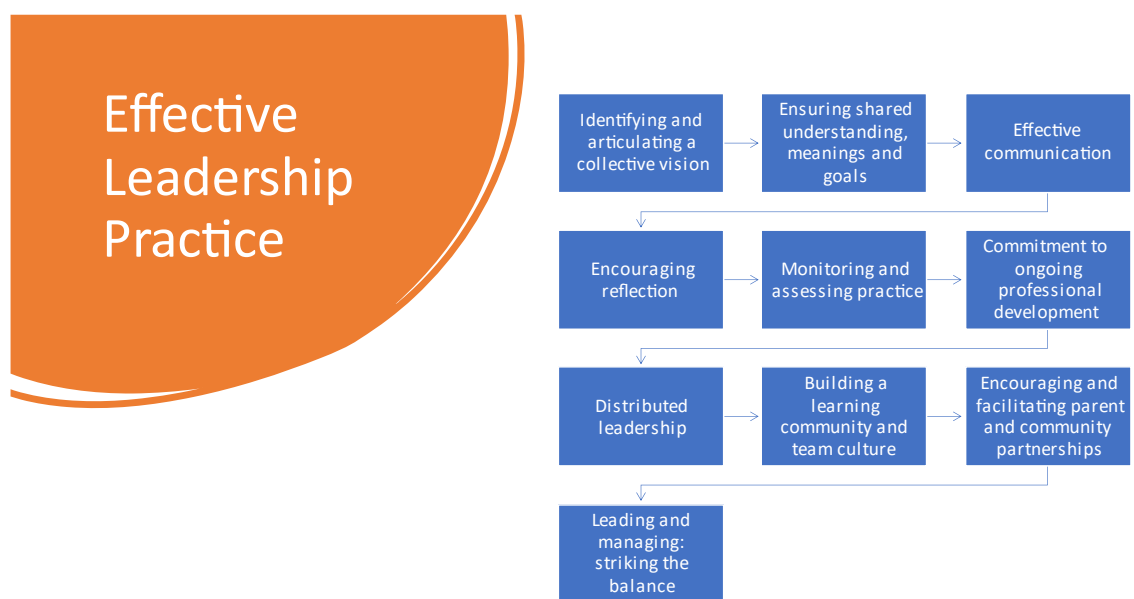 Effective
Leadership
Practice
Identifying and
articulating a
collective vision
Ensuring shared
understanding,
meanings and
goals
Effective
communication
Encouraging
reflection
Monitoring and
assessing practice
Commitment to
ongoing
professional
development
Distributed
leadership
Building a
learning
community and
team culture
Encouraging and
facilitating parent
and community
partnerships
Leading and
managing:
striking the
balance